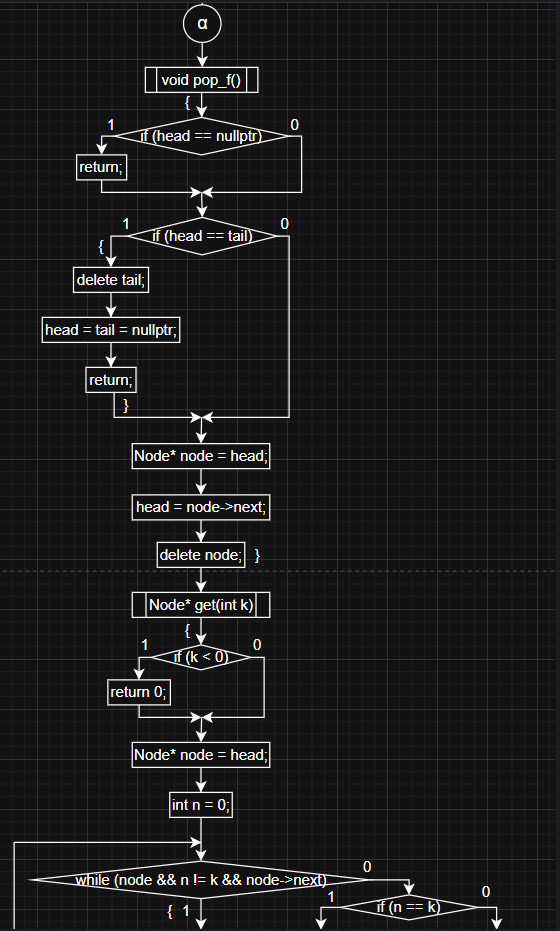 α
void pop_f()
{
if (head == nullptr)
1
0
return;
if (head == tail)
1
0
{
delete tail;
head = tail = nullptr;
return;
}
Node* node = head;
head = node->next;
delete node; }
Node* get(int k)
{
if (k < 0)
1
0
return 0;
Node* node = head;
int n = 0;
while (node && n != k && node->next)
0
{ 1
if (n == k)
1
0